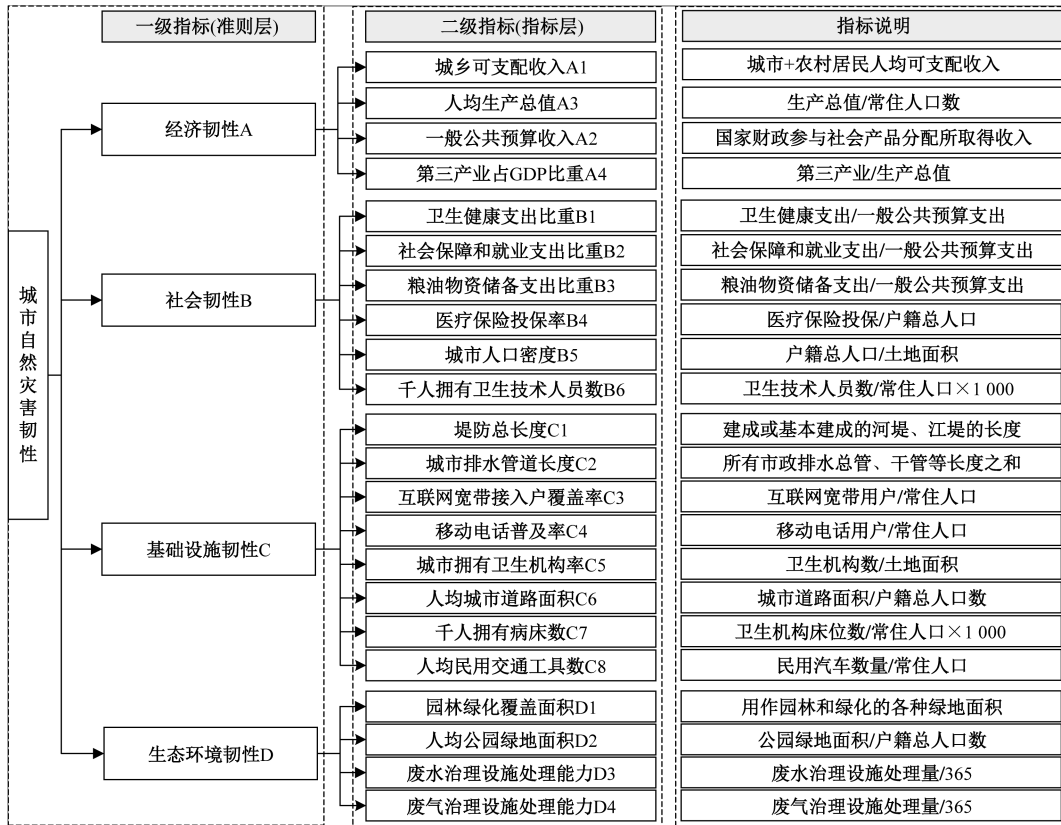 一级指标(准则层)
二级指标(指标层)
指标说明
城市自然灾害韧性
经济韧性A
城乡可支配收入A1
城市+农村居民人均可支配收入
人均生产总值A3
生产总值/常住人口数
一般公共预算收入A2
国家财政参与社会产品分配所取得收入
第三产业占GDP比重A4
第三产业/生产总值
社会韧性B
卫生健康支出比重B1
卫生健康支出/一般公共预算支出
社会保障和就业支出比重B2
社会保障和就业支出/一般公共预算支出
粮油物资储备支出比重B3
粮油物资储备支出/一般公共预算支出
医疗保险投保率B4
医疗保险投保/户籍总人口
城市人口密度B5
户籍总人口/土地面积
千人拥有卫生技术人员数B6
卫生技术人员数/常住人口×1 000
基础设施韧性C
堤防总长度C1
建成或基本建成的河堤、江堤的长度
城市排水管道长度C2
所有市政排水总管、干管等长度之和
互联网宽带接入户覆盖率C3
互联网宽带用户/常住人口
移动电话普及率C4
移动电话用户/常住人口
城市拥有卫生机构率C5
卫生机构数/土地面积
人均城市道路面积C6
城市道路面积/户籍总人口数
千人拥有病床数C7
卫生机构床位数/常住人口×1 000
人均民用交通工具数C8
民用汽车数量/常住人口
生态环境韧性D
园林绿化覆盖面积D1
用作园林和绿化的各种绿地面积
人均公园绿地面积D2
公园绿地面积/户籍总人口数
废水治理设施处理能力D3
废水治理设施处理量/365
废气治理设施处理能力D4
废气治理设施处理量/365